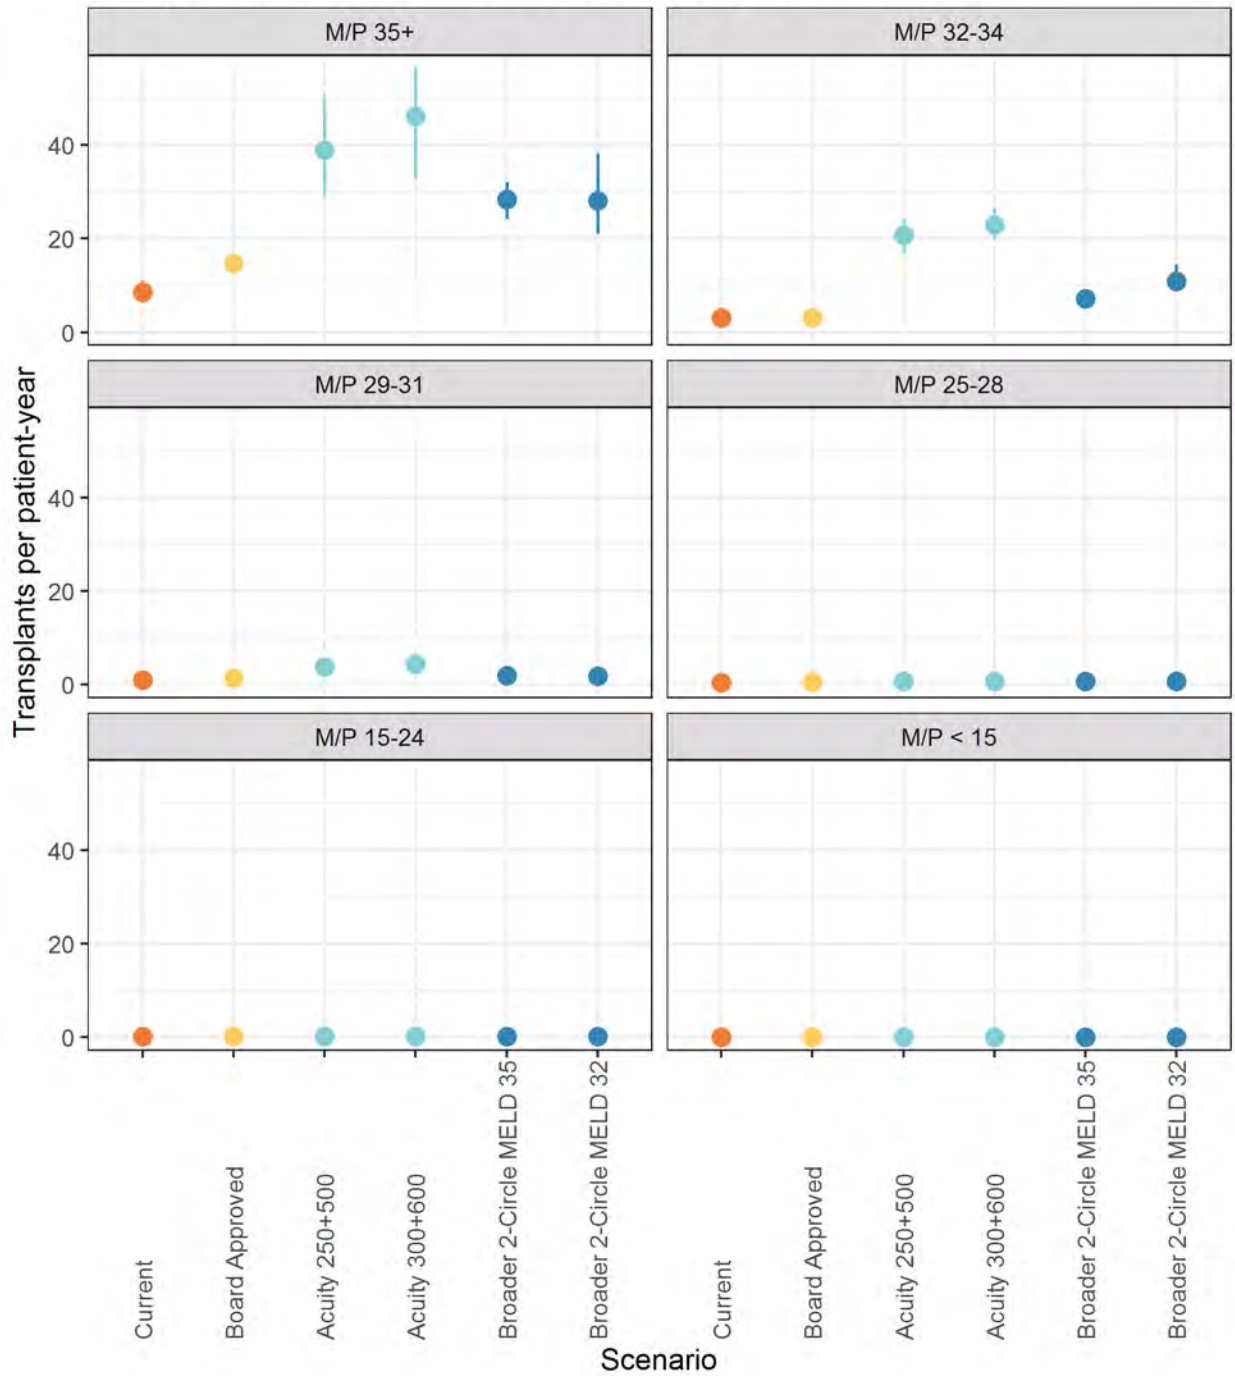 M/P 35+
M/P 32-34
40
20
0
M/P 29-31
M/P 25-28
40
20
0
M/P 15-24
M/P < 15
40
20
0
Transplants per patient-year
Current
Board Approved
Acuity 250+500
Acuity 300+600
Broader 2-Circle MELD 35
Broader 2-Circle MELD 32
Current
Board Approved
Acuity 250+500
Acuity 300+600
Broader 2-Circle MELD 35
Broader 2-Circle MELD 32
Scenario